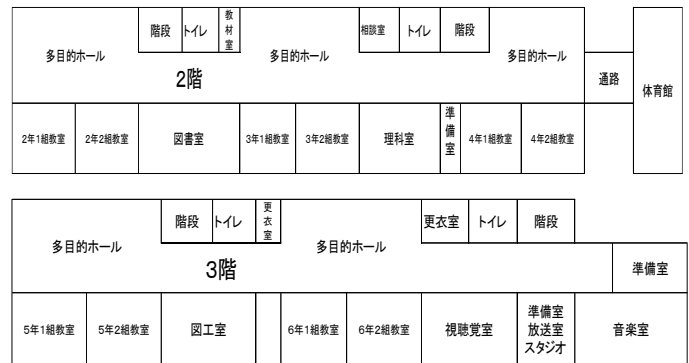 階段
トイレ
教材室
相談室
トイレ
階段
多目的ホール
多目的ホール
多目的ホール
2階
通路
体育館
2年1組教室
2年2組教室
図書室
3年1組教室
3年2組教室
理科室
準備室
4年1組教室
4年2組教室
階段
トイレ
更衣室
更衣室
トイレ
階段
多目的ホール
多目的ホール
3階
準備室
5年1組教室
5年2組教室
図工室
6年1組教室
6年2組教室
視聴覚室
準備室
放送室
スタジオ
音楽室